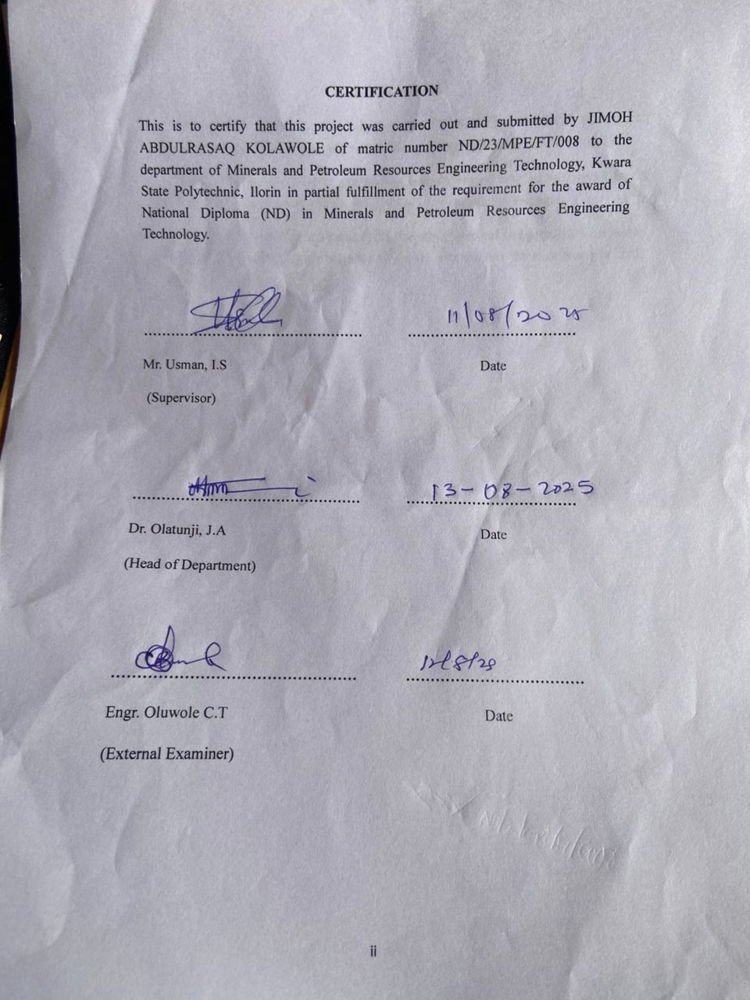 CERTIFICATION
This is to certify that this project was carried out and submitted by JIMOH
ABDULRASAQ KOLAWOLE of matric number ND/23/MPE/FT/008 to the
department of Minerals and Petroleum Resources Engineering Technology, Kwara
State Polytechnic, Ilorin in partial fulfillment of the requirement for the award of
National Diploma (ND) in Minerals and Petroleum Resources Engineering
Technology.
11/08/2025
Mr. Usman, I.S Date
(Supervisor)
13-08-2025
Dr. Olatunji, J.A Date
(Head of Department)
Engr. Oluwole C.T Date
(External Examiner)
ii